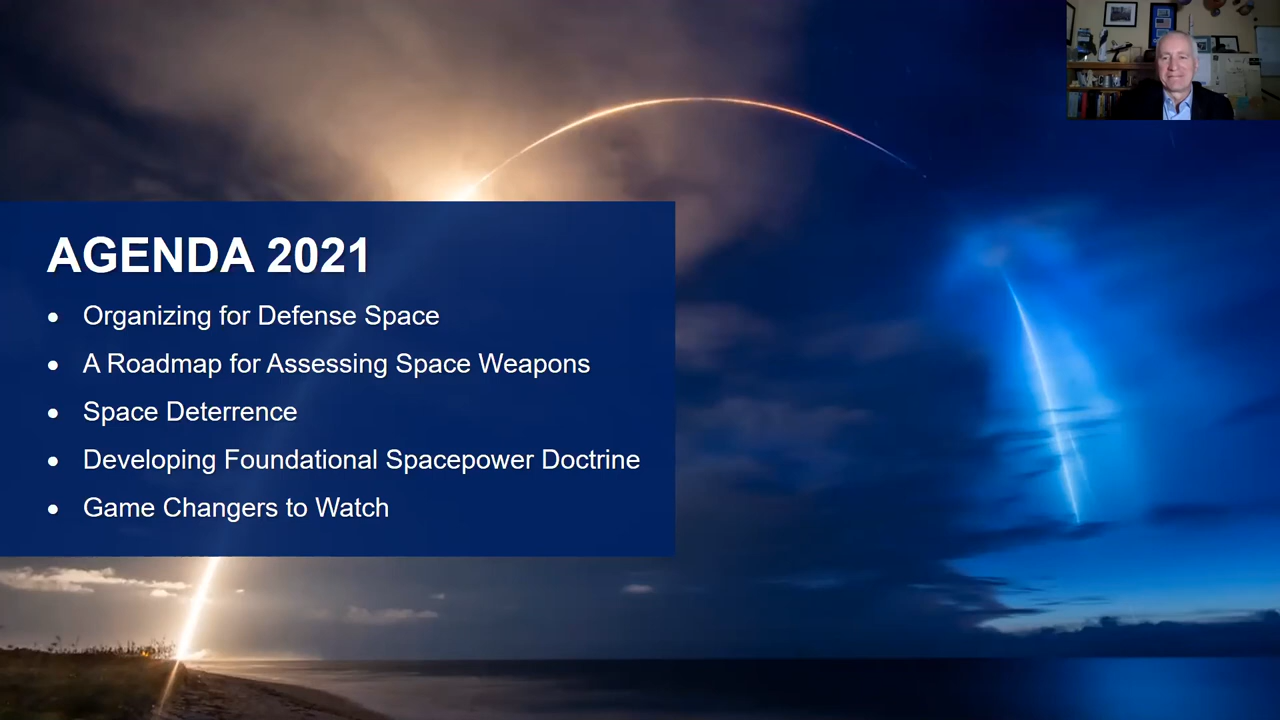 AGENDA 2021
• Organizing for Defense Space
• A Roadmap for Assessing Space Weapons
• Space Deterrence
• Developing Foundational Spacepower Doctrine
• Game Changers to Watch